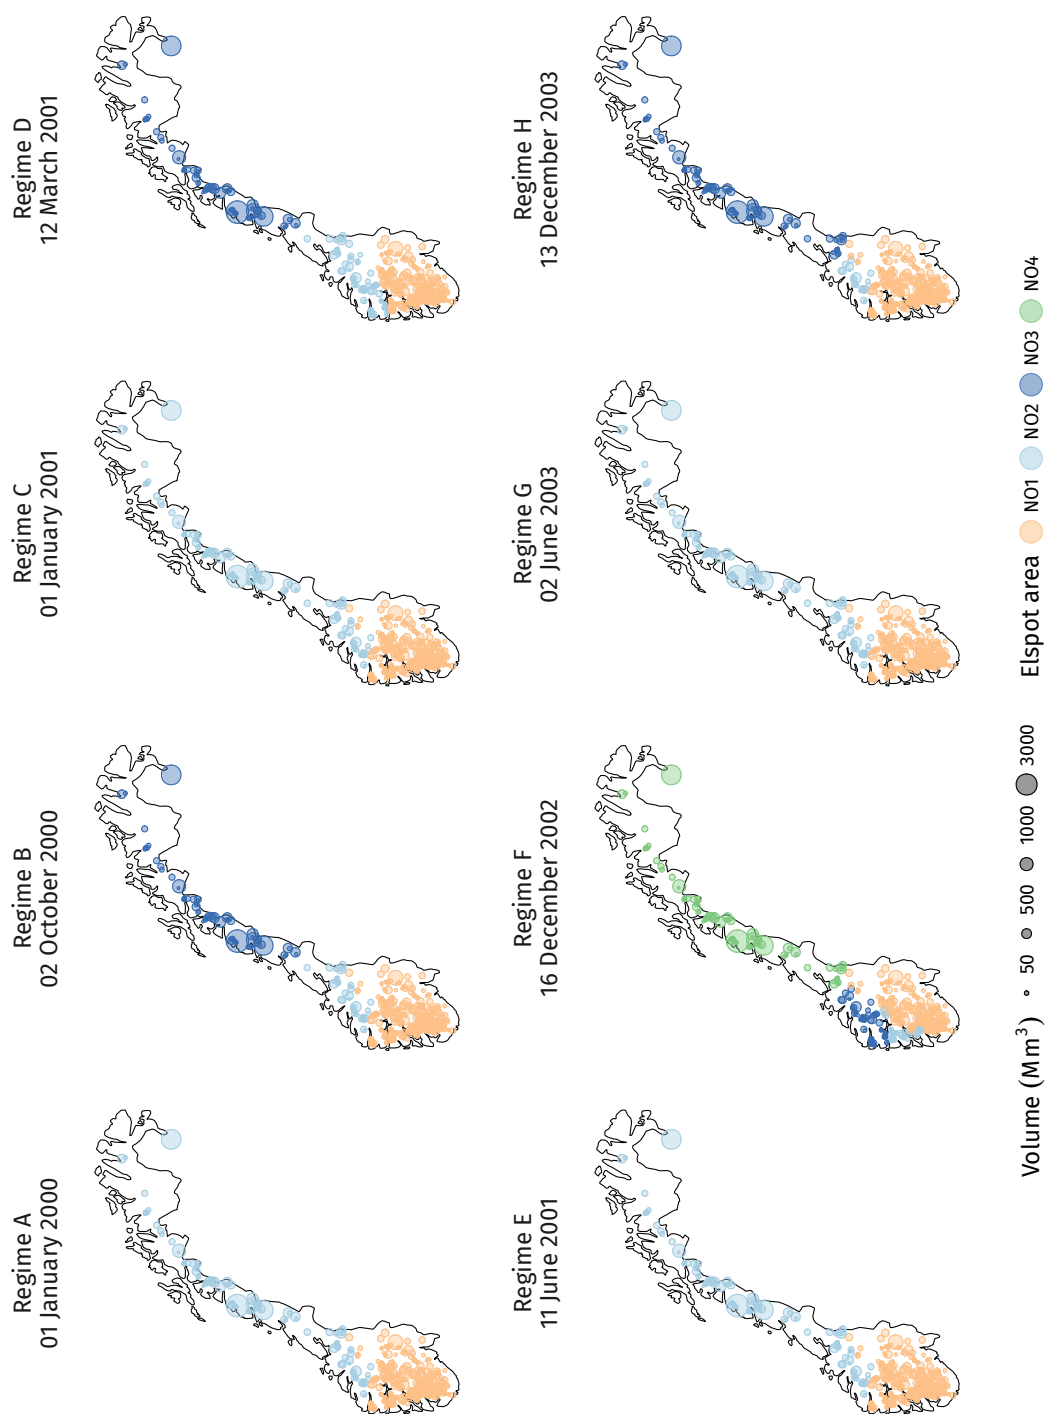 Regime A
01 January 2000
Regime B
02 October 2000
Regime C
01 January 2001
Regime D
12 March 2001
Regime E
11 June 2001
Regime F
16 December 2002
Regime G
02 June 2003
Regime H
13 December 2003
Volume (Mm³) 50 500 1000 3000 Elspot area NO1 NO2 NO3 NO4